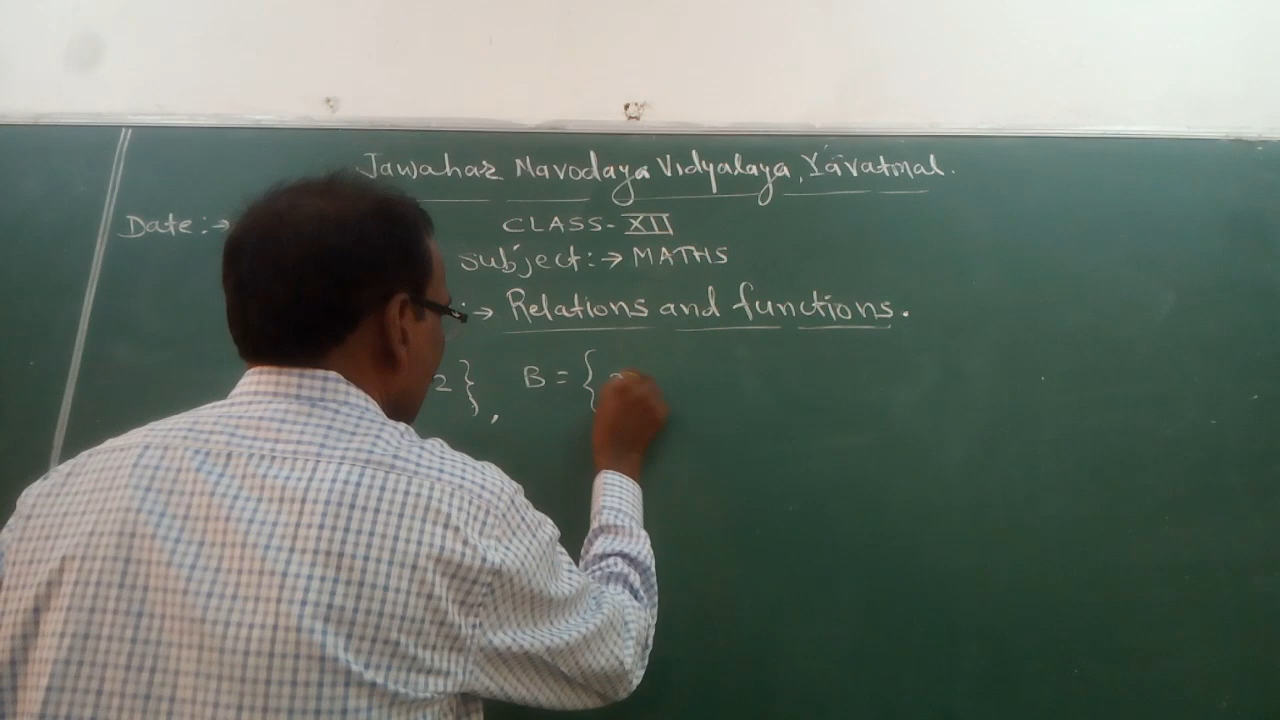 Jawahar Navodaya Vidyalaya, Yavatmal.
Date:→ CLASS-XII
Subject:→ MATHS
:→ Relations and functions.
2}, B = {